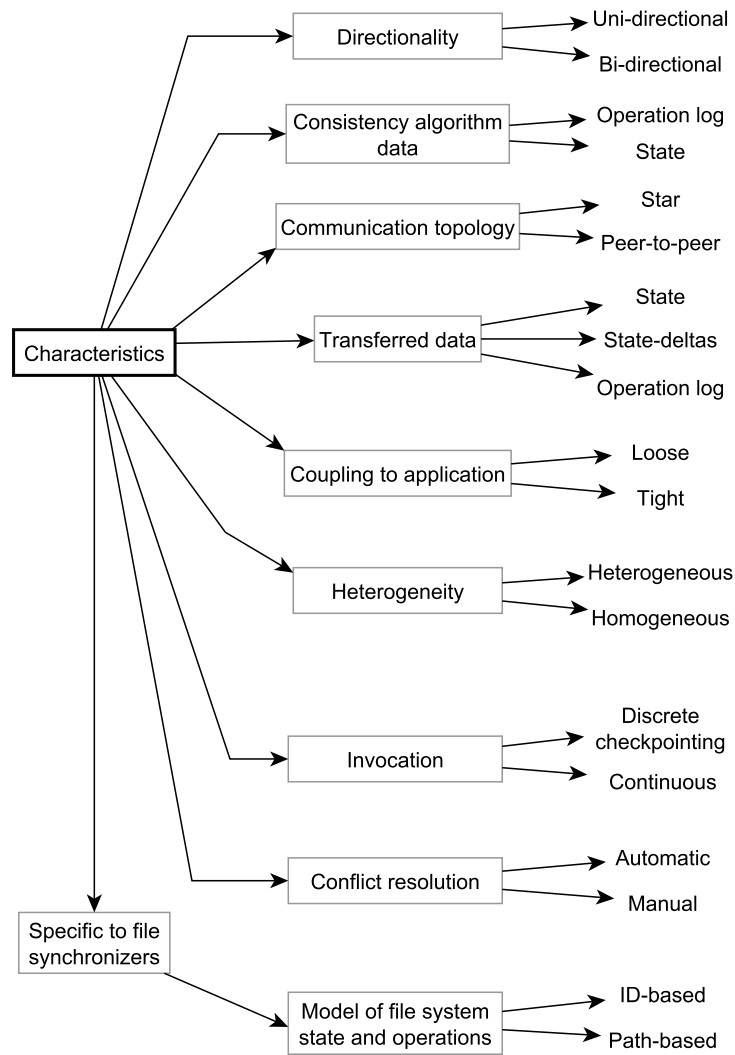 Uni-directional
Directionality
Bi-directional
Operation log
Consistency algorithm
data
State
Star
Communication topology
Peer-to-peer
State
Characteristics
Transferred data
State-deltas
Operation log
Loose
Coupling to application
Tight
Heterogeneous
Heterogeneity
Homogeneous
Discrete
checkpointing
Invocation
Continuous
Automatic
Conflict resolution
Manual
Specific to file
synchronizers
ID-based
Model of file system
state and operations
Path-based